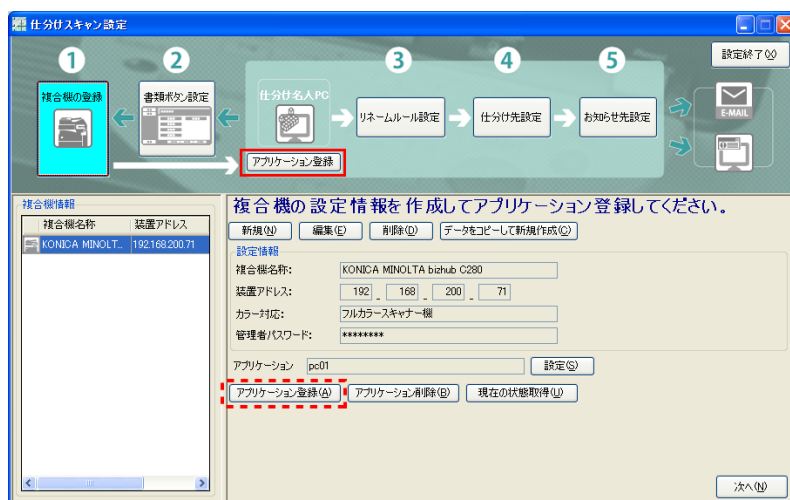 仕分けスキャン設定
設定終了(X)
1
2
3
4
5
複合機の登録
書類ボタン設定
仕分け名人PC
リネームルール設定
仕分け先設定
お知らせ先設定
E-MAIL
アプリケーション登録
複合機情報
複合機名称 装置アドレス
KONICA MINOLT... 192.168.200.71
複合機の設定情報を作成してアプリケーション登録してください。
新規(N) 編集(E) 削除(D) データをコピーして新規作成(C)
設定情報
複合機名称: KONICA MINOLTA bizhub C280
装置アドレス: 192 . 168 . 200 . 71
カラー対応: フルカラースキャナー機
管理者パスワード: ********
アプリケーション pc01 設定(S)
アプリケーション登録(A) アプリケーション削除(B) 現在の状態取得(U)
次へ(N)